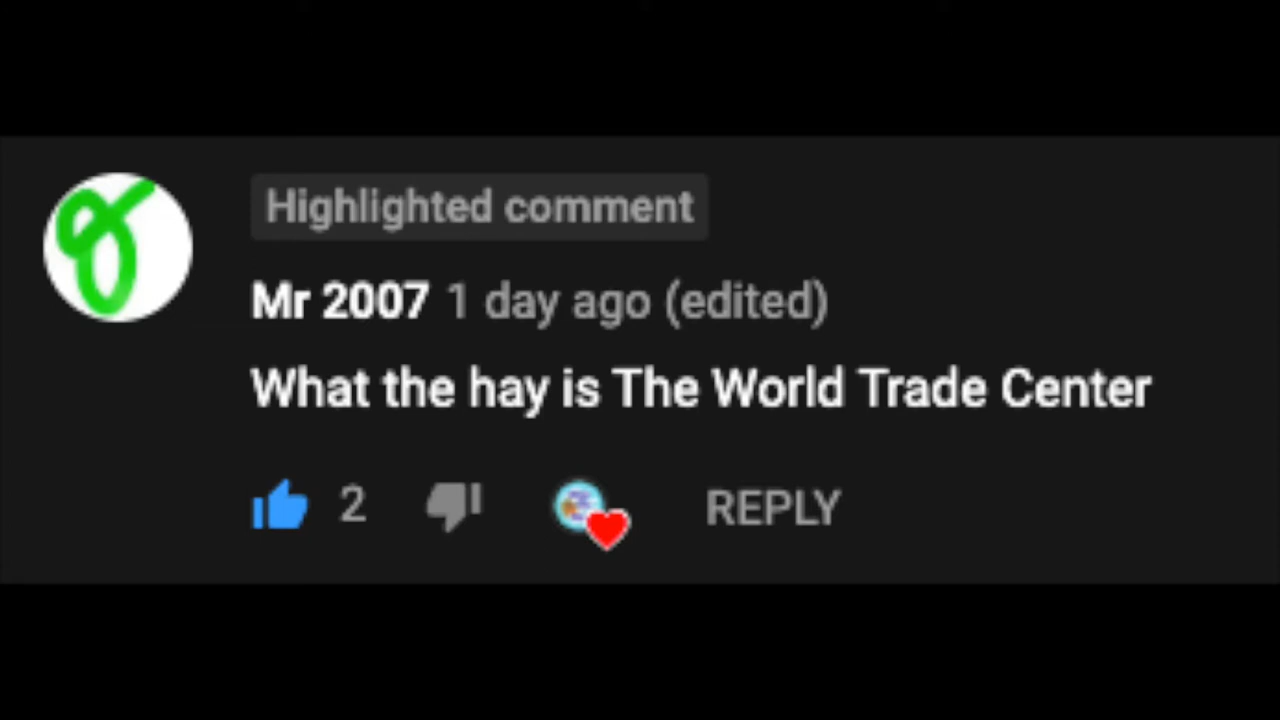 Highlighted comment
Mr 2007 1 day ago (edited)
What the hay is The World Trade Center
2 REPLY